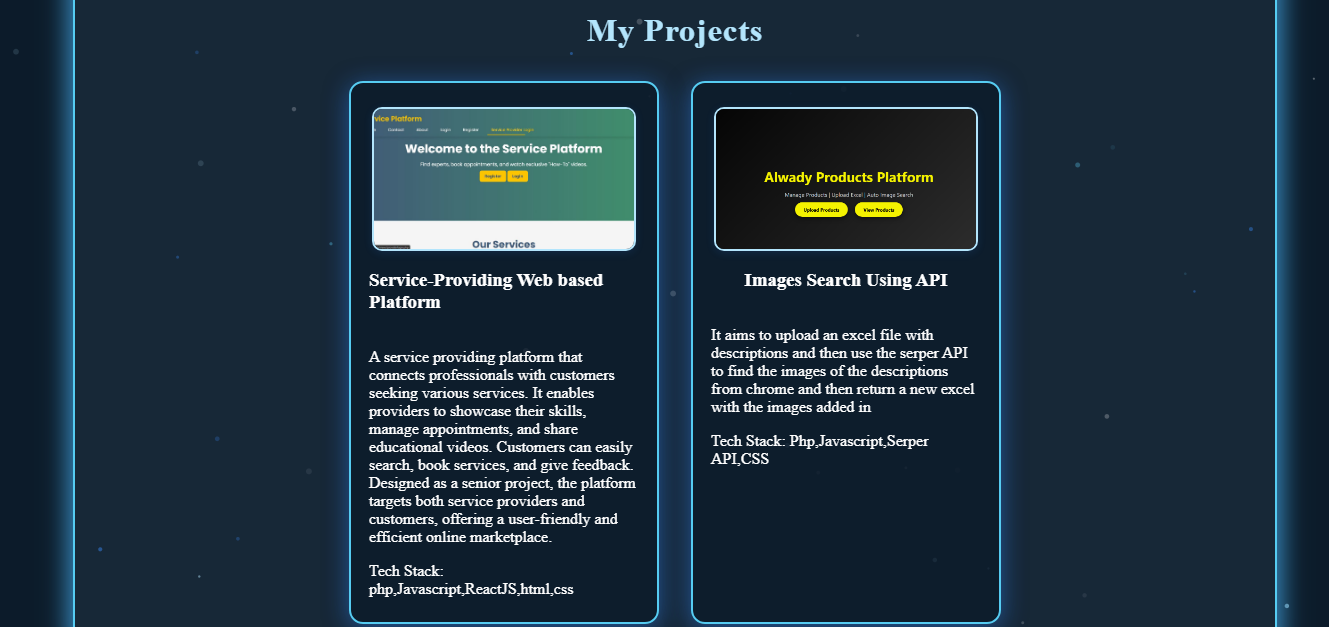 My Projects
vice Platform
Contact About Login Register Service Provider Login
Welcome to the Service Platform
Find experts, book appointments, and watch exclusive "How-To" videos.
Register Login
Our Services
Service-Providing Web based
Platform
A service providing platform that
connects professionals with customers
seeking various services. It enables
providers to showcase their skills,
manage appointments, and share
educational videos. Customers can easily
search, book services, and give feedback.
Designed as a senior project, the platform
targets both service providers and
customers, offering a user-friendly and
efficient online marketplace.
Tech Stack:
php,Javascript,ReactJS,html,css
Alwady Products Platform
Manage Products | Upload Excel | Auto Image Search
Upload Products View Products
Images Search Using API
It aims to upload an excel file with
descriptions and then use the serper API
to find the images of the descriptions
from chrome and then return a new excel
with the images added in
Tech Stack: Php,Javascript,Serper
API,CSS